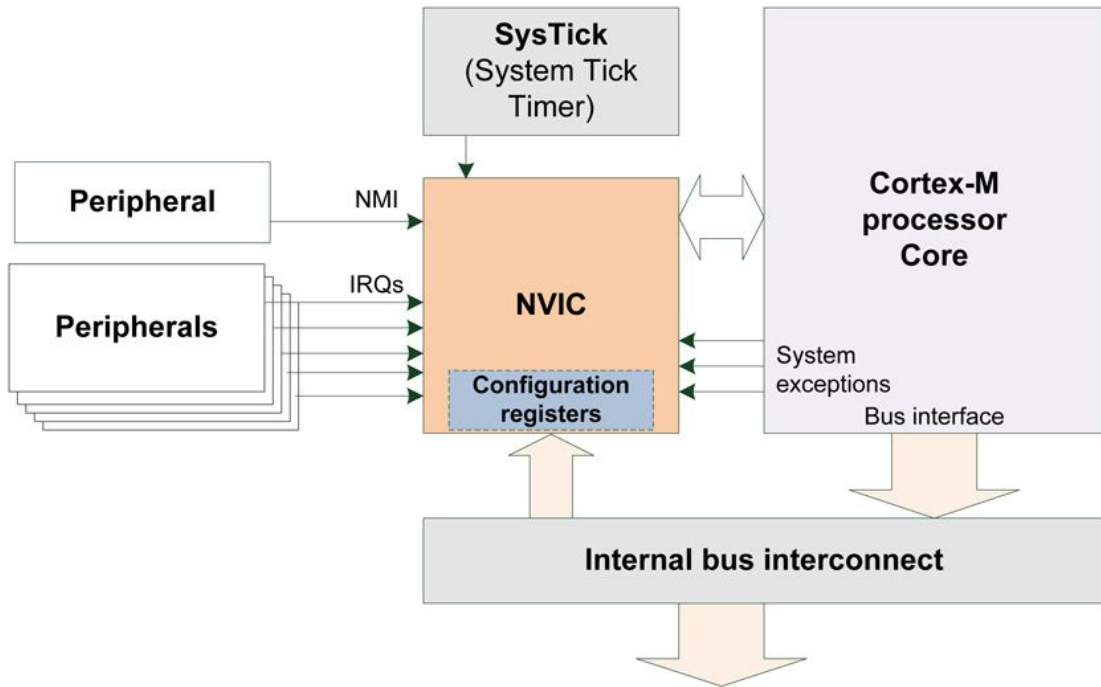 SysTick
(System Tick
Timer)
Peripheral
NMI
Cortex-M
processor
Core
IRQs
Peripherals
NVIC
System
exceptions
Configuration
registers
Bus interface
Internal bus interconnect